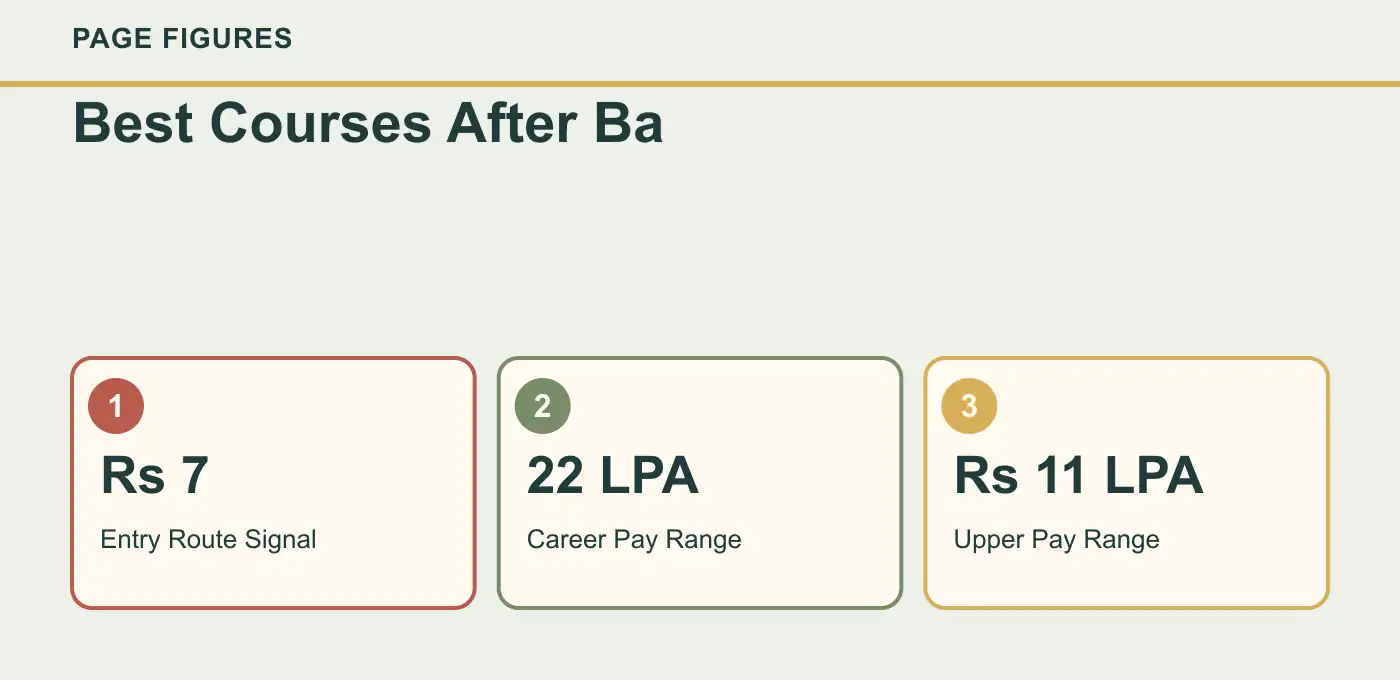 PAGE FIGURES
Best Courses After Ba
1
Rs 7
Entry Route Signal
2
22 LPA
Career Pay Range
3
Rs 11 LPA
Upper Pay Range